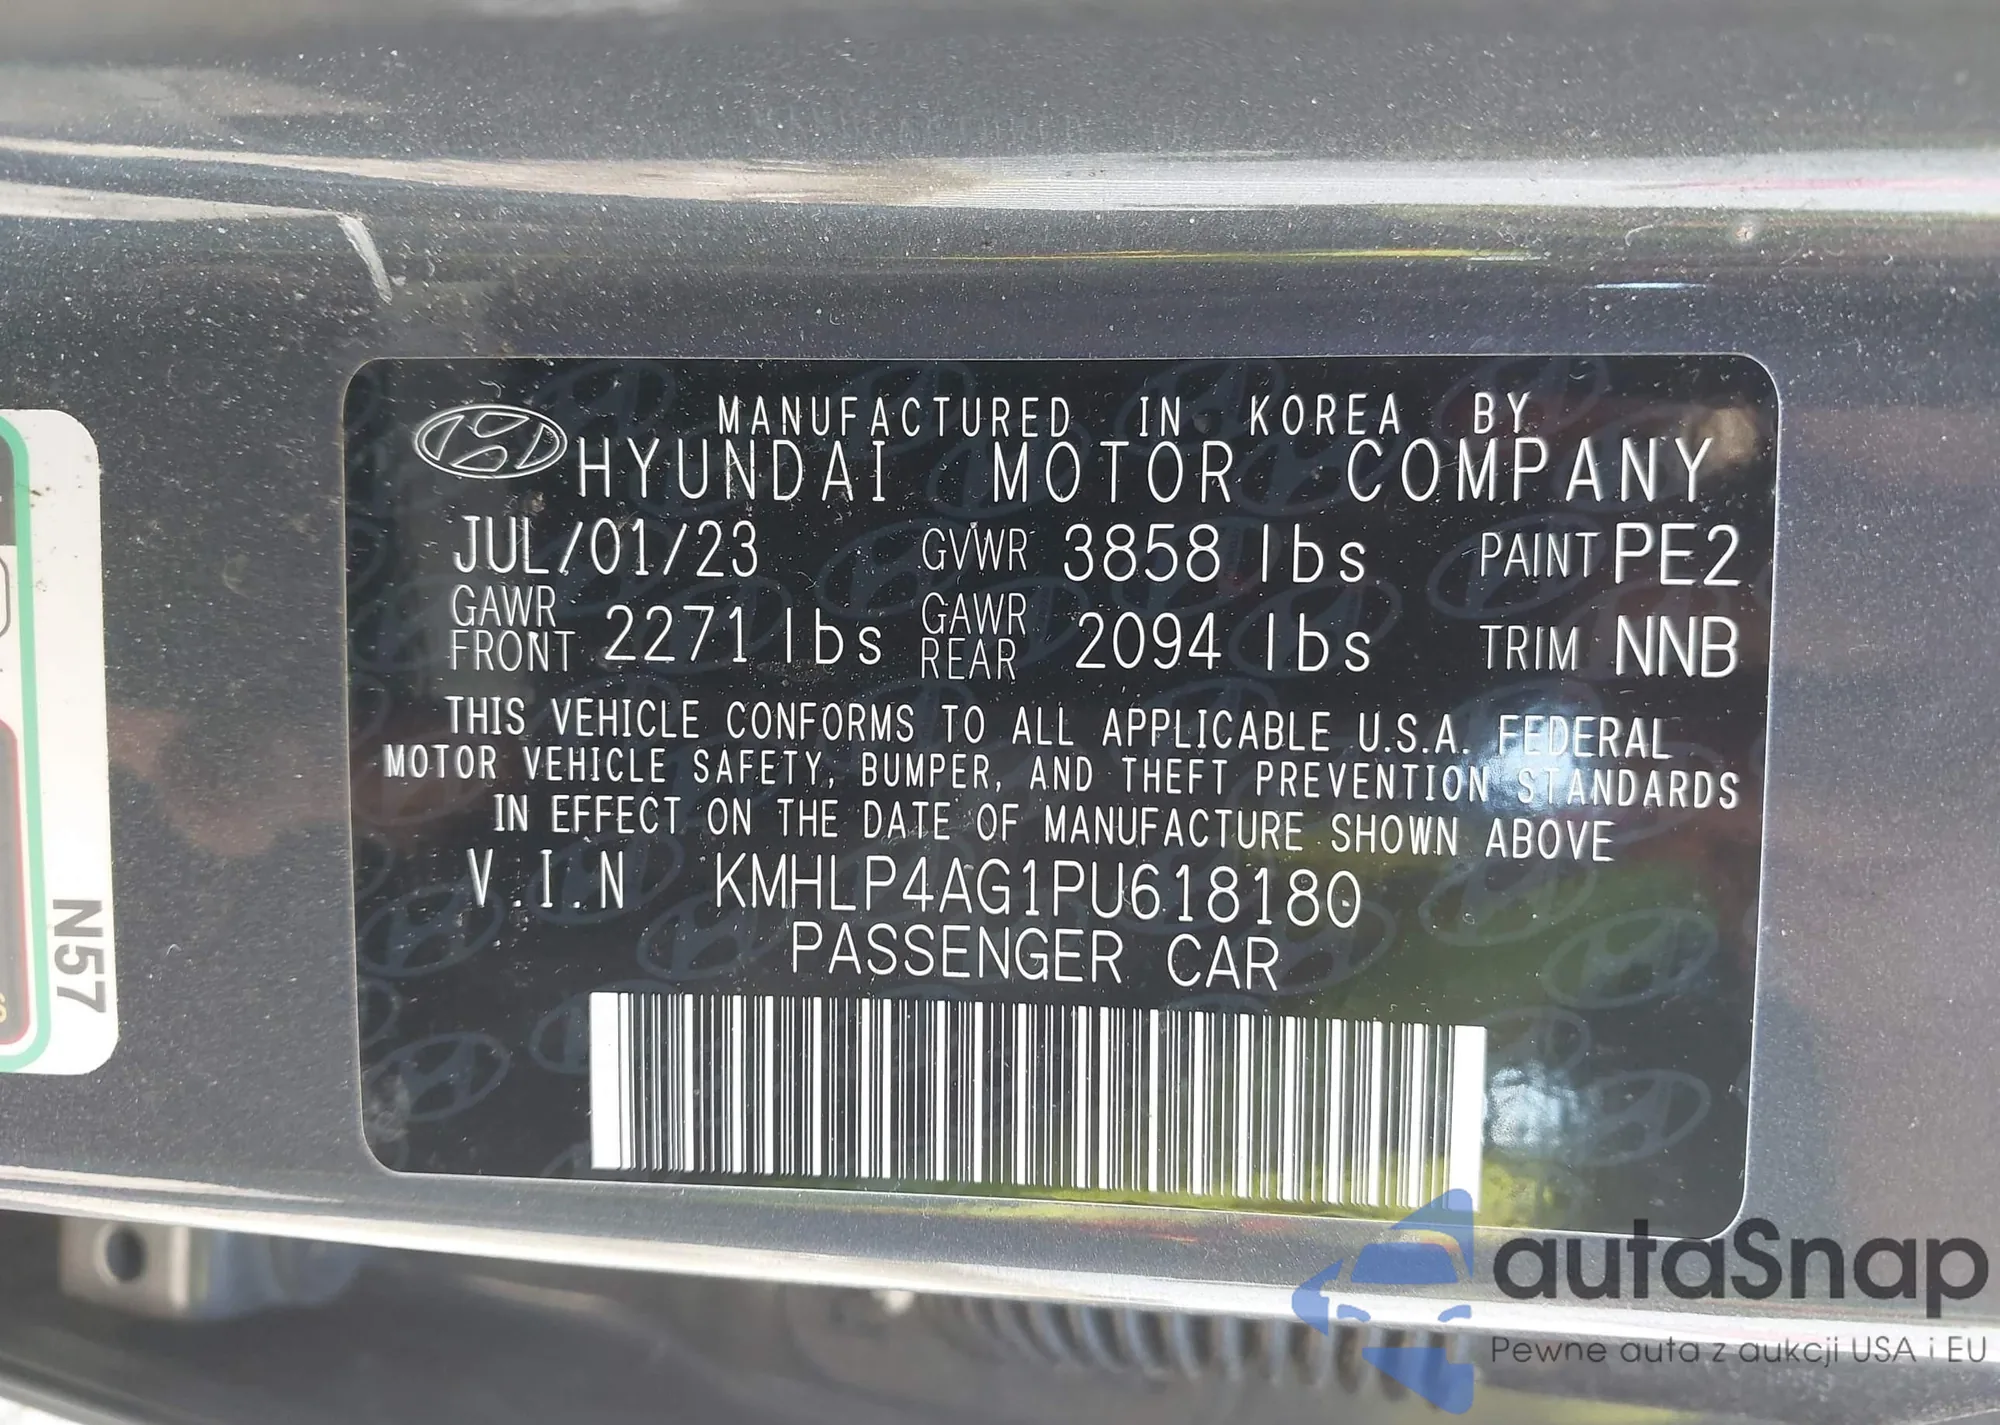 MANUFACTURED IN KOREA BY
HYUNDAI MOTOR COMPANY
JUL/01/23 GVWR 3858 lbs PAINT PE2
GAWR FRONT 2271 lbs GAWR REAR 2094 lbs TRIM NNB
THIS VEHICLE CONFORMS TO ALL APPLICABLE U.S.A. FEDERAL
MOTOR VEHICLE SAFETY, BUMPER, AND THEFT PREVENTION STANDARDS
IN EFFECT ON THE DATE OF MANUFACTURE SHOWN ABOVE
V.I.N KMHLP4AG1PU618180
PASSENGER CAR
N57
autaSnap
Pewne auta z aukcji USA i EU